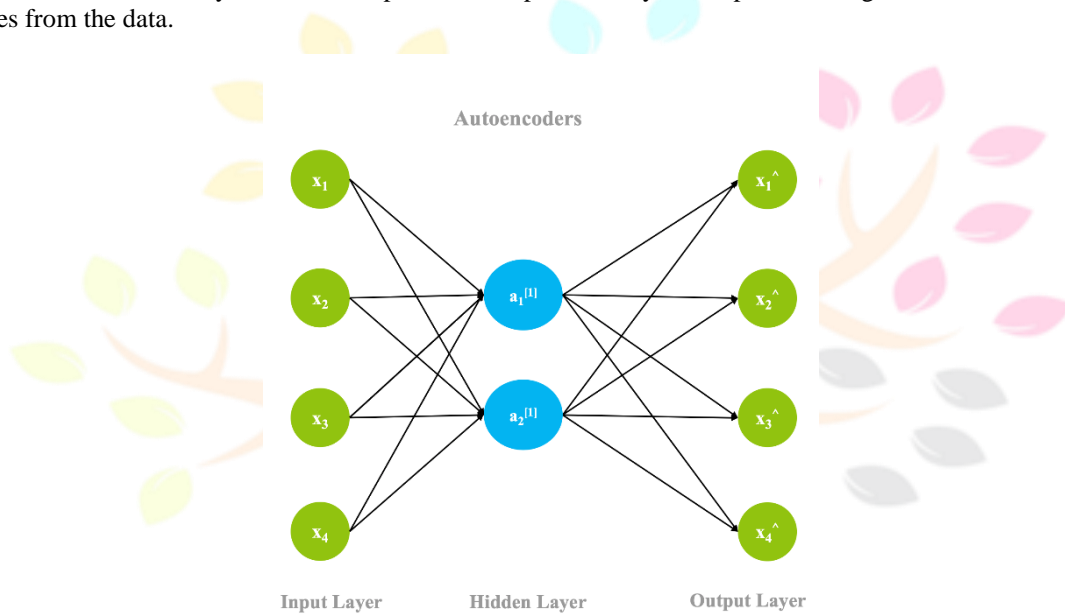 es from the data.
Autoencoders
x₁ x₁^
x₂ a₁[1] x₂^
x₃ a₂[1] x₃^
x₄ x₄^
Input Layer Hidden Layer Output Layer